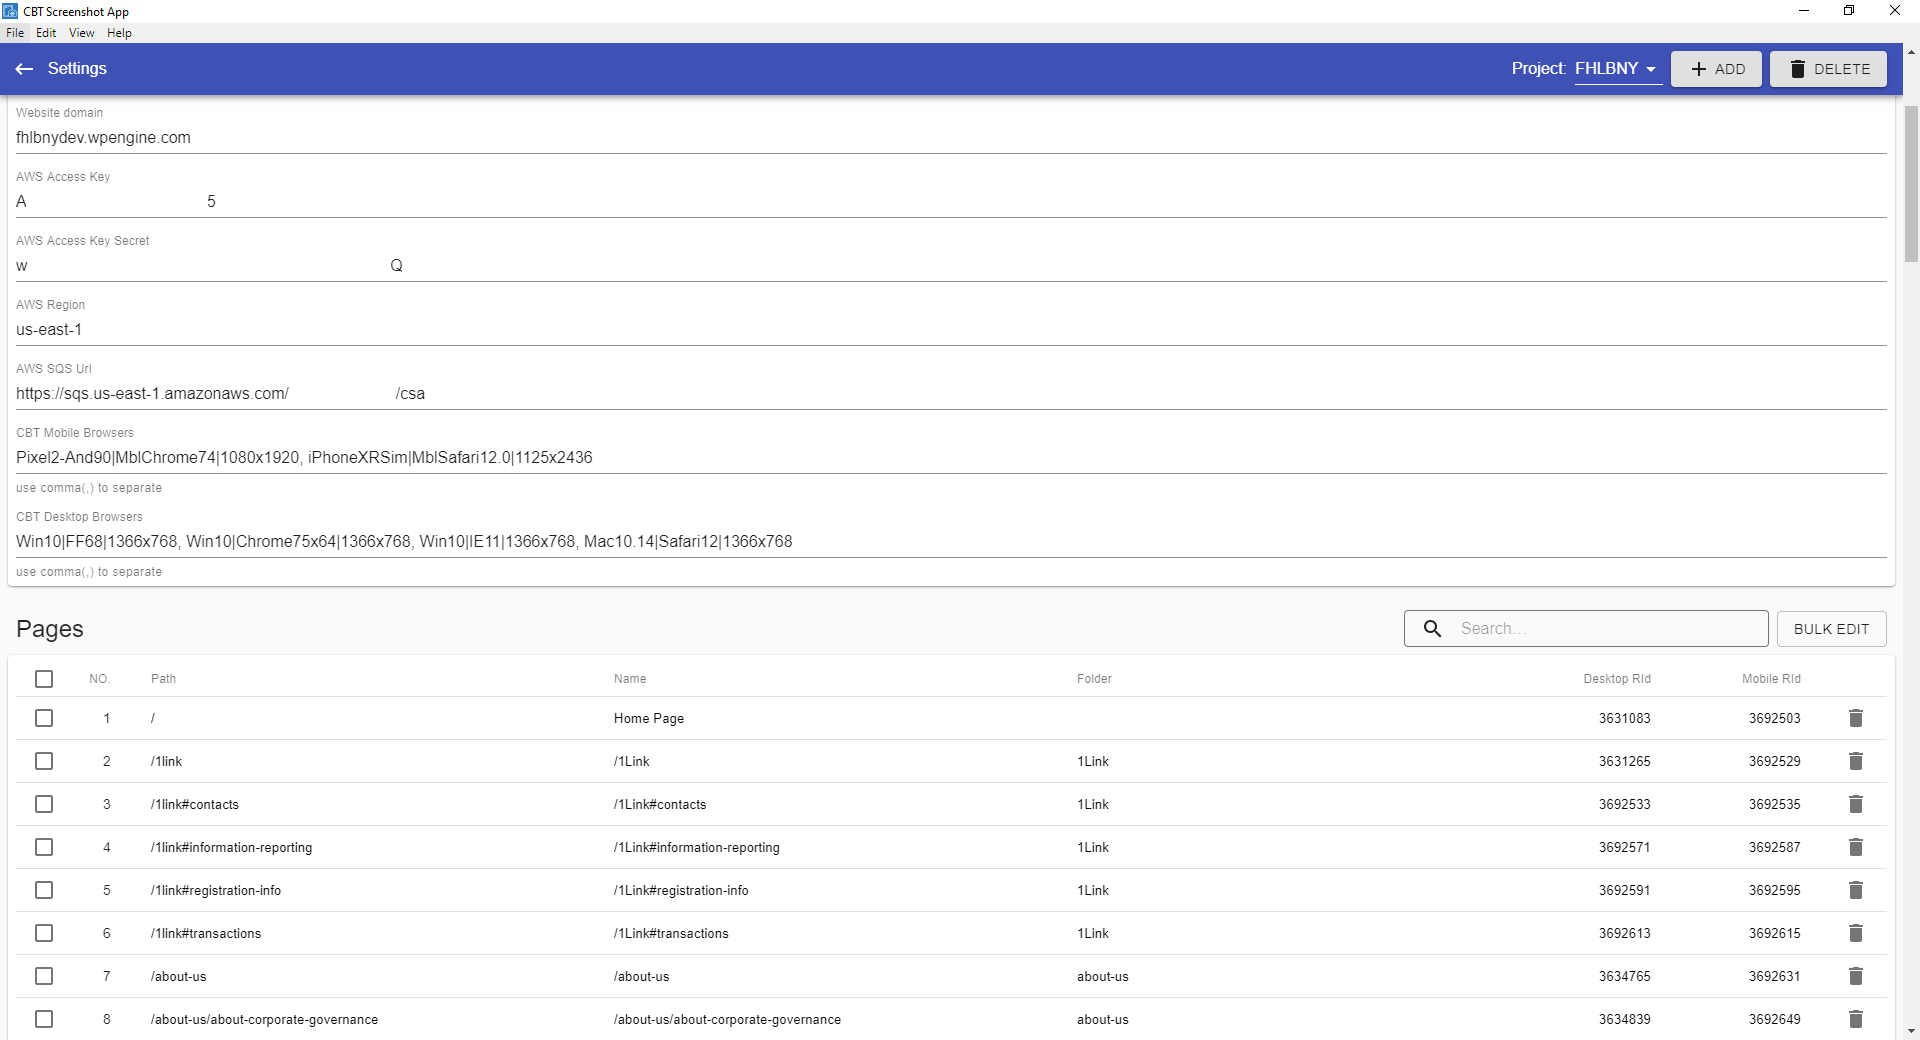 CBT Screenshot App
File Edit View Help
Settings Project: FHLBNY ADD DELETE
Website domain
fhlbnydev.wpengine.com
AWS Access Key
A 5
AWS Access Key Secret
w Q
AWS Region
us-east-1
AWS SQS Url
https://sqs.us-east-1.amazonaws.com/ /csa
CBT Mobile Browsers
Pixel2-And90|MblChrome74|1080x1920, iPhoneXRSim|MblSafari12.0|1125x2436
use comma(,) to separate
CBT Desktop Browsers
Win10|FF68|1366x768, Win10|Chrome75x64|1366x768, Win10|IE11|1366x768, Mac10.14|Safari12|1366x768
use comma(,) to separate
Pages Search... BULK EDIT
NO. Path Name Folder Desktop RId Mobile RId
1 / Home Page 3631083 3692503
2 /1link /1Link 1Link 3631265 3692529
3 /1link#contacts /1Link#contacts 1Link 3692533 3692535
4 /1link#information-reporting /1Link#information-reporting 1Link 3692571 3692587
5 /1link#registration-info /1Link#registration-info 1Link 3692591 3692595
6 /1link#transactions /1Link#transactions 1Link 3692613 3692615
7 /about-us /about-us about-us 3634765 3692631
8 /about-us/about-corporate-governance /about-us/about-corporate-governance about-us 3634839 3692649